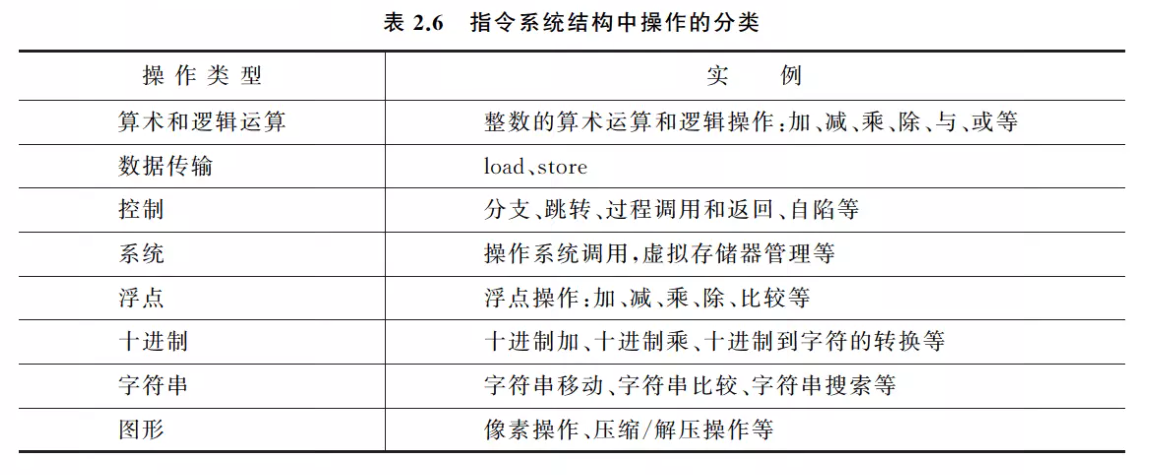 表 2.6 指令系统结构中操作的分类
操作类型 实例
算术和逻辑运算 整数的算术运算和逻辑操作:加、减、乘、除、与、或等
数据传输 load、store
控制 分支、跳转、过程调用和返回、自陷等
系统 操作系统调用,虚拟存储器管理等
浮点 浮点操作:加、减、乘、除、比较等
十进制 十进制加、十进制乘、十进制到字符的转换等
字符串 字符串移动、字符串比较、字符串搜索等
图形 像素操作、压缩/解压操作等